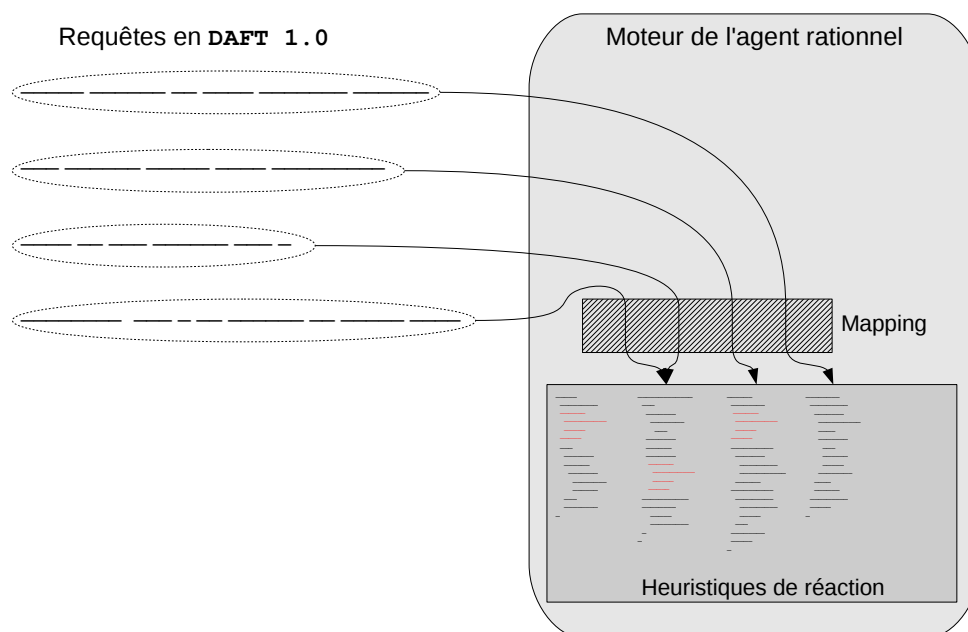 Requêtes en DAFT 1.0
Moteur de l'agent rationnel
Mapping
Heuristiques de réaction